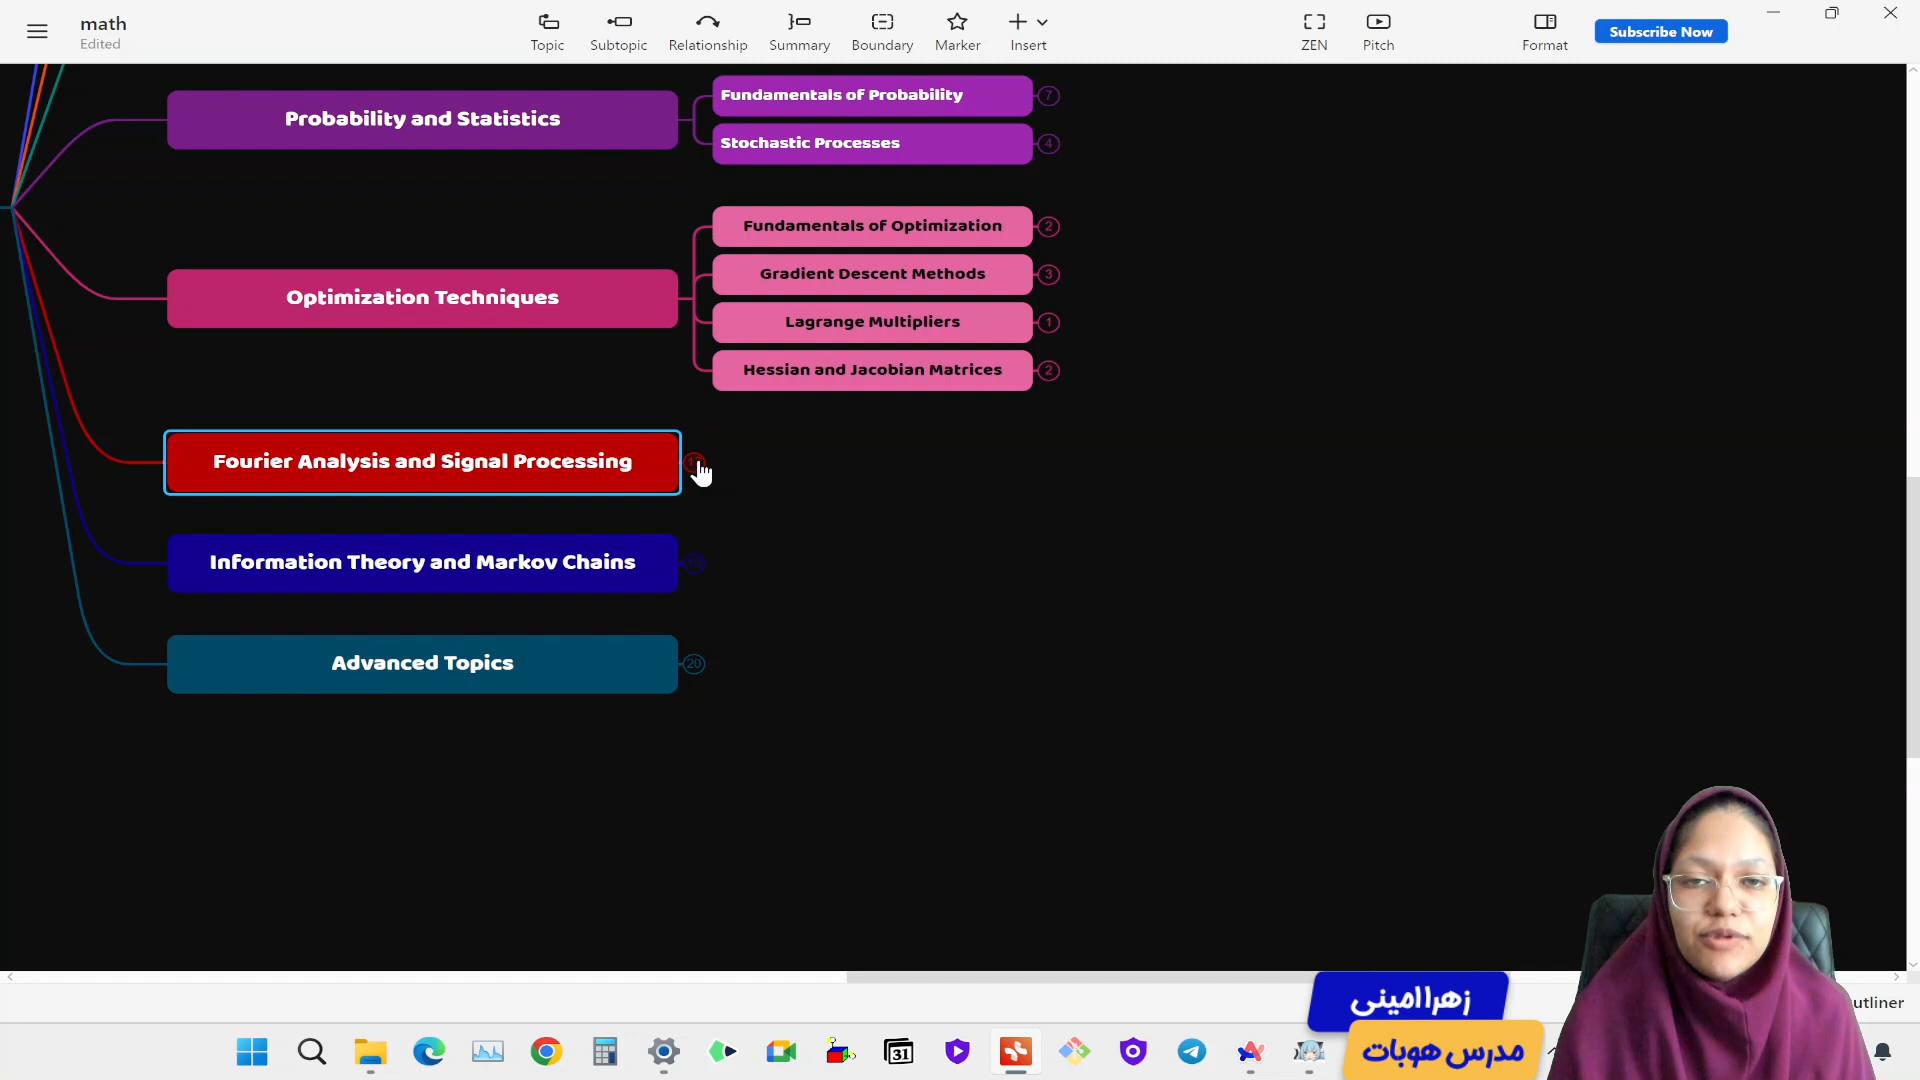 math
Edited
Topic
Subtopic
Relationship
Summary
Boundary
Marker
Insert
ZEN
Pitch
Format
Subscribe Now
Probability and Statistics
Fundamentals of Probability
7
Stochastic Processes
4
Optimization Techniques
Fundamentals of Optimization
2
Gradient Descent Methods
3
Lagrange Multipliers
1
Hessian and Jacobian Matrices
2
Fourier Analysis and Signal Processing
Information Theory and Markov Chains
Advanced Topics
20
utliner
زهرا امینی
مدرس هوبات
31